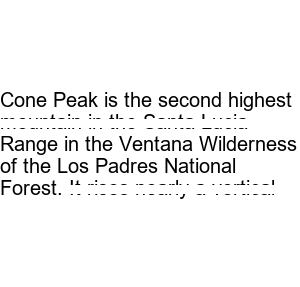 Cone Peak is the second highest
mountain in the Santa Lucia
Range in the Ventana Wilderness
of the Los Padres National
Forest. It rises nearly a vertical